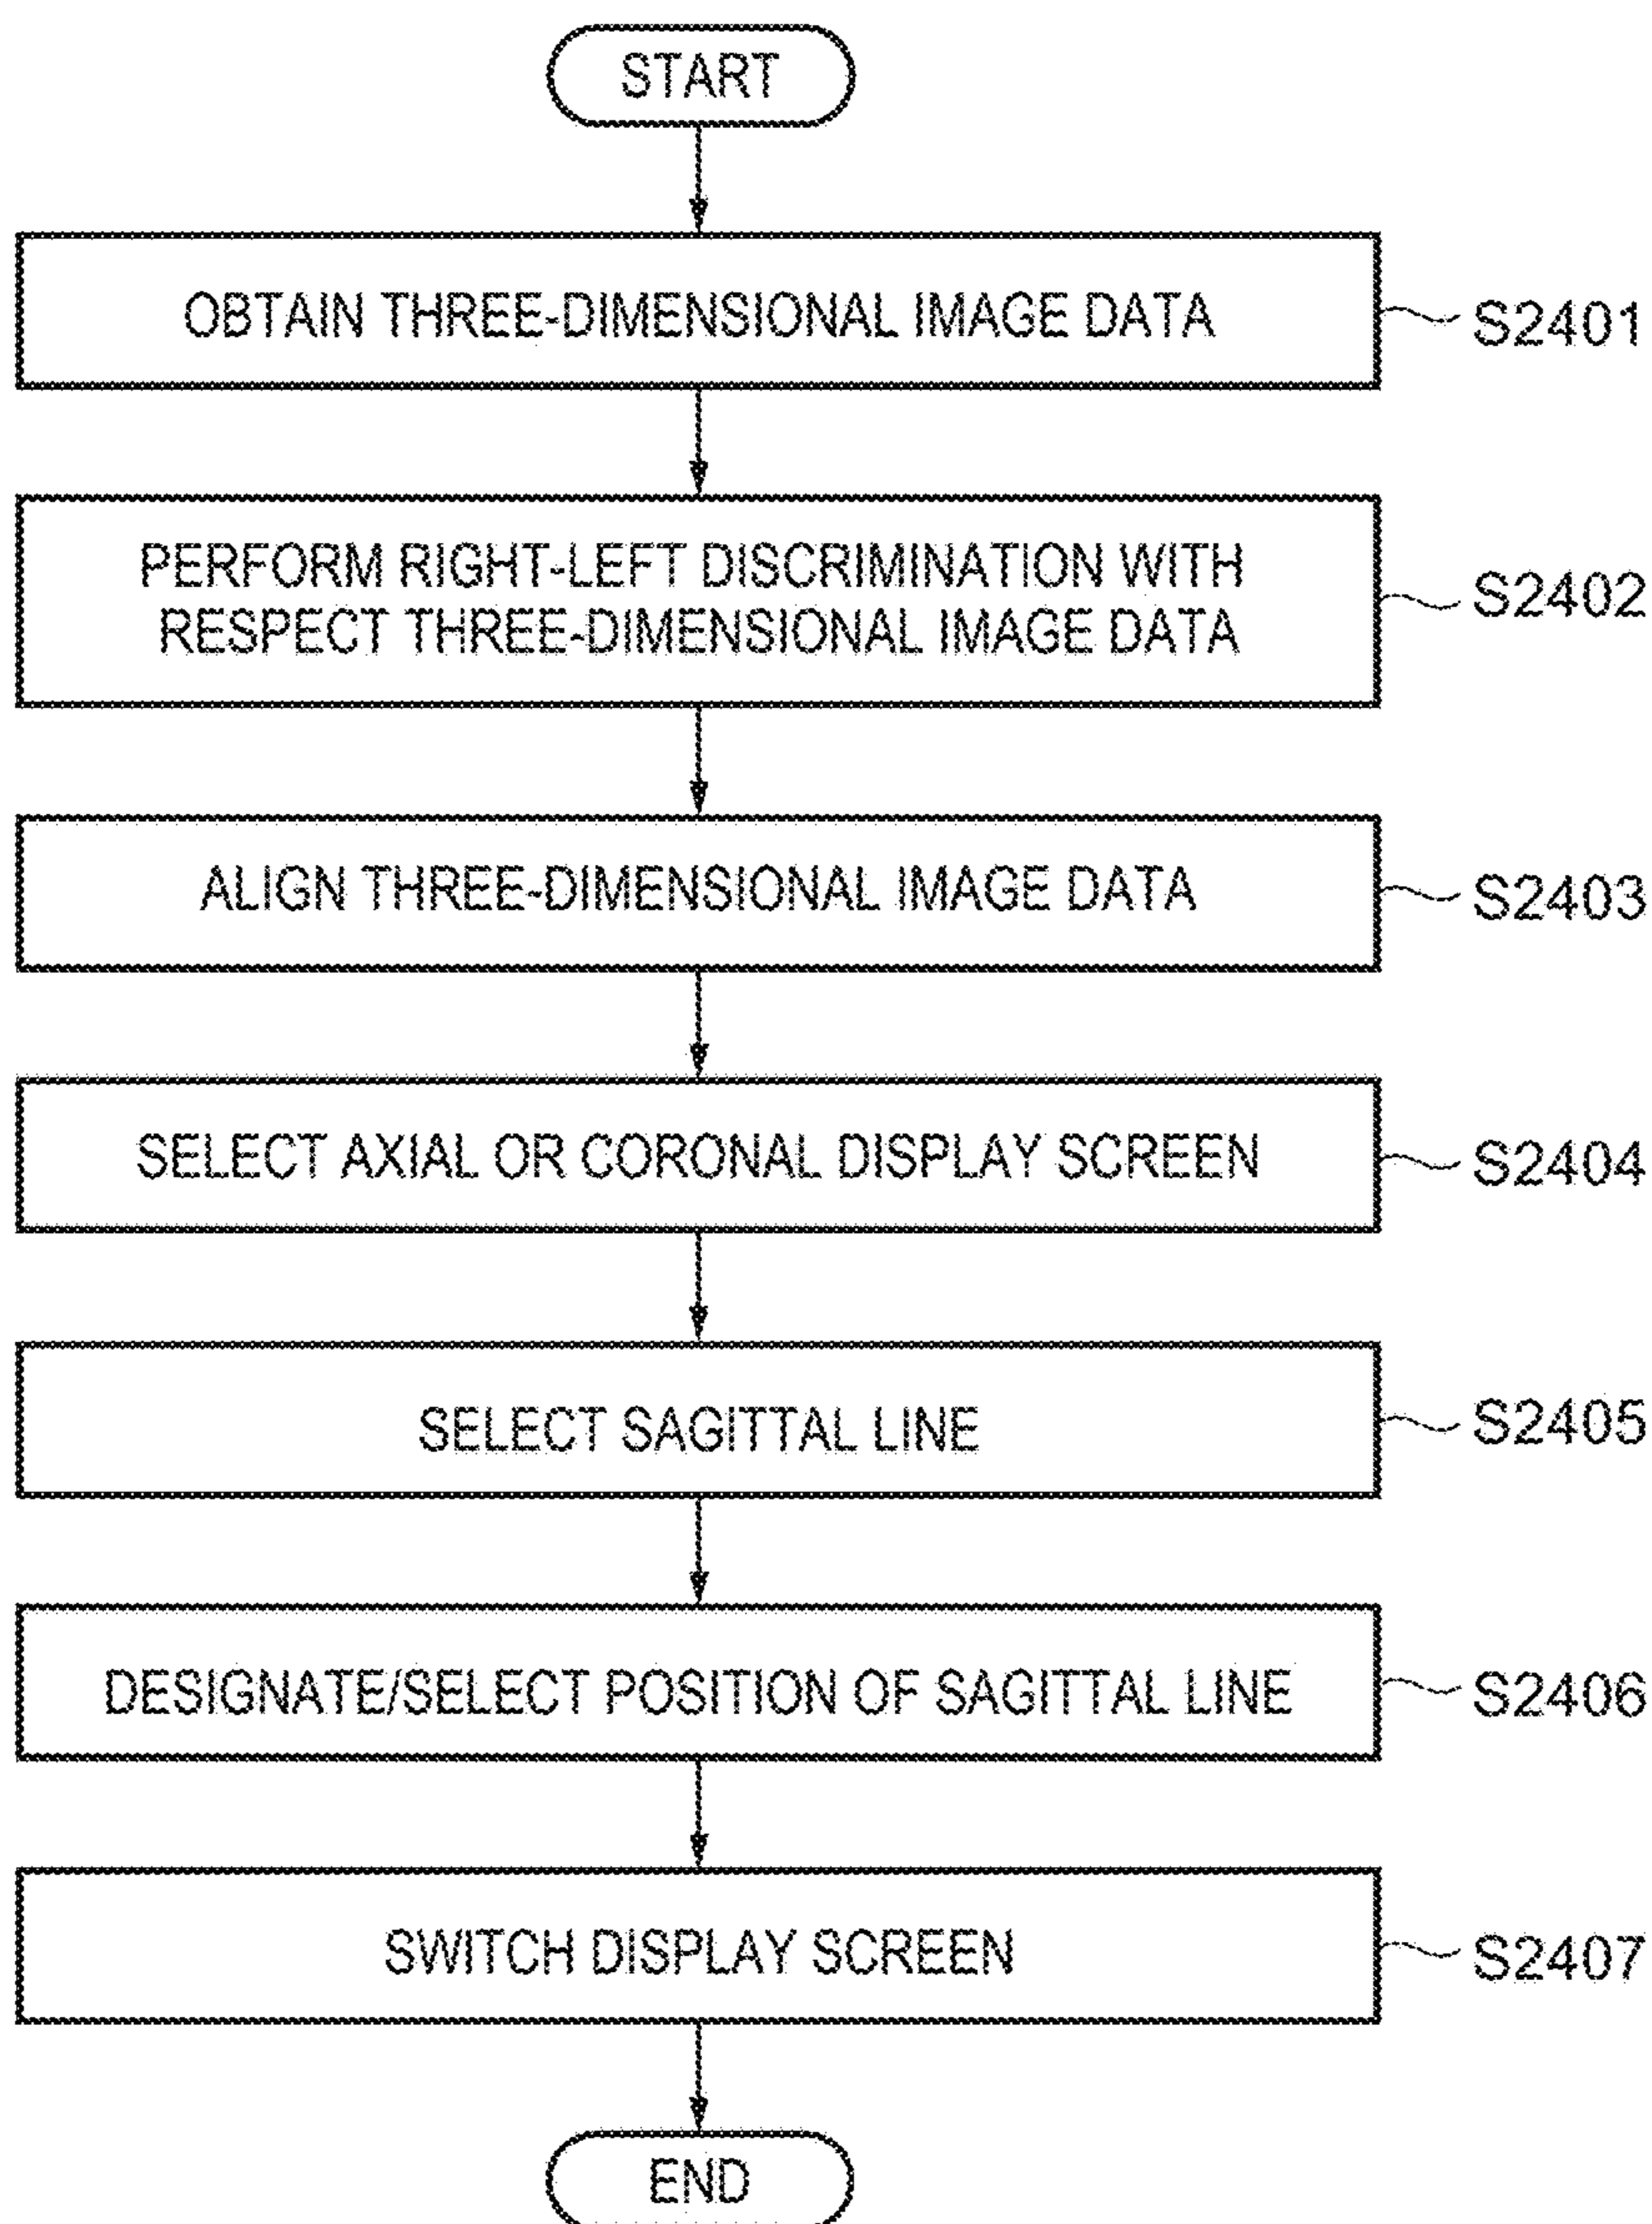 START
OBTAIN THREE-DIMENSIONAL IMAGE DATA
S2401
PERFORM RIGHT-LEFT DISCRIMINATION WITH
RESPECT THREE-DIMENSIONAL IMAGE DATA
S2402
ALIGN THREE-DIMENSIONAL IMAGE DATA
S2403
SELECT AXIAL OR CORONAL DISPLAY SCREEN
S2404
SELECT SAGITTAL LINE
S2405
DESIGNATE/SELECT POSITION OF SAGITTAL LINE
S2406
SWITCH DISPLAY SCREEN
S2407
END